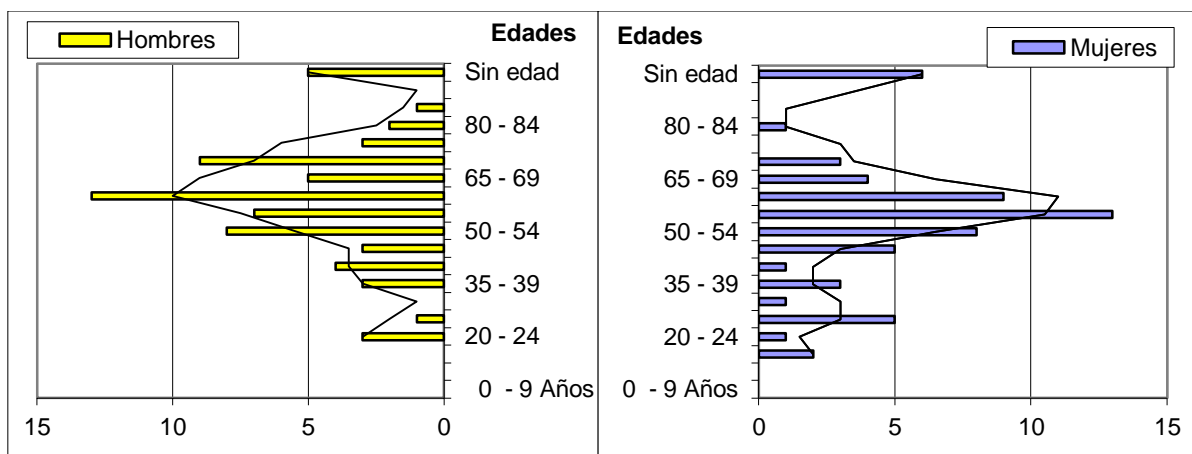 Hombres
Edades
Sin edad
80 - 84
65 - 69
50 - 54
35 - 39
20 - 24
0 - 9 Años
15 10 5 0
Edades
Mujeres
Sin edad
80 - 84
65 - 69
50 - 54
35 - 39
20 - 24
0 - 9 Años
0 5 10 15